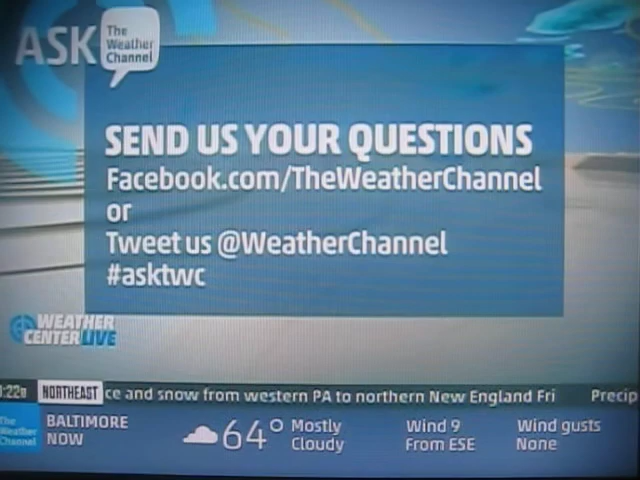 ASK
The
Weather
Channel
SEND US YOUR QUESTIONS
Facebook.com/TheWeatherChannel
or
Tweet us @WeatherChannel
#asktwc
WEATHER
CENTER LIVE
1:22 NORTHEAST ce and snow from western PA to northern New England Fri Precip
The
Weather
Channel
BALTIMORE
NOW
64° Mostly
Cloudy
Wind 9
From ESE
Wind gusts
None